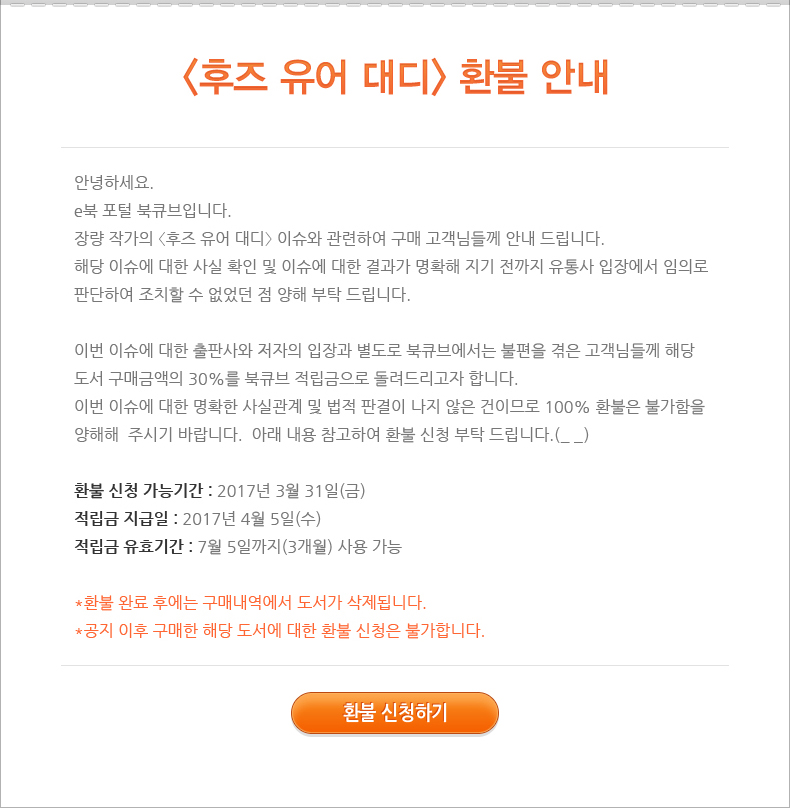 <후즈 유어 대디> 환불 안내
안녕하세요.
e북 포털 북큐브입니다.
장량 작가의 <후즈 유어 대디> 이슈와 관련하여 구매 고객님들께 안내 드립니다.
해당 이슈에 대한 사실 확인 및 이슈에 대한 결과가 명확해 지기 전까지 유통사 입장에서 임의로
판단하여 조치할 수 없었던 점 양해 부탁 드립니다.
이번 이슈에 대한 출판사와 저자의 입장과 별도로 북큐브에서는 불편을 겪은 고객님들께 해당
도서 구매금액의 30%를 북큐브 적립금으로 돌려드리고자 합니다.
이번 이슈에 대한 명확한 사실관계 및 법적 판결이 나지 않은 건이므로 100% 환불은 불가함을
양해해  주시기 바랍니다.  아래 내용 참고하여 환불 신청 부탁 드립니다.(_ _)
환불 신청 가능기간 : 2017년 3월 31일(금)
적립금 지급일 : 2017년 4월 5일(수)
적립금 유효기간 : 7월 5일까지(3개월) 사용 가능
*환불 완료 후에는 구매내역에서 도서가 삭제됩니다.
*공지 이후 구매한 해당 도서에 대한 환불 신청은 불가합니다.
환불 신청하기